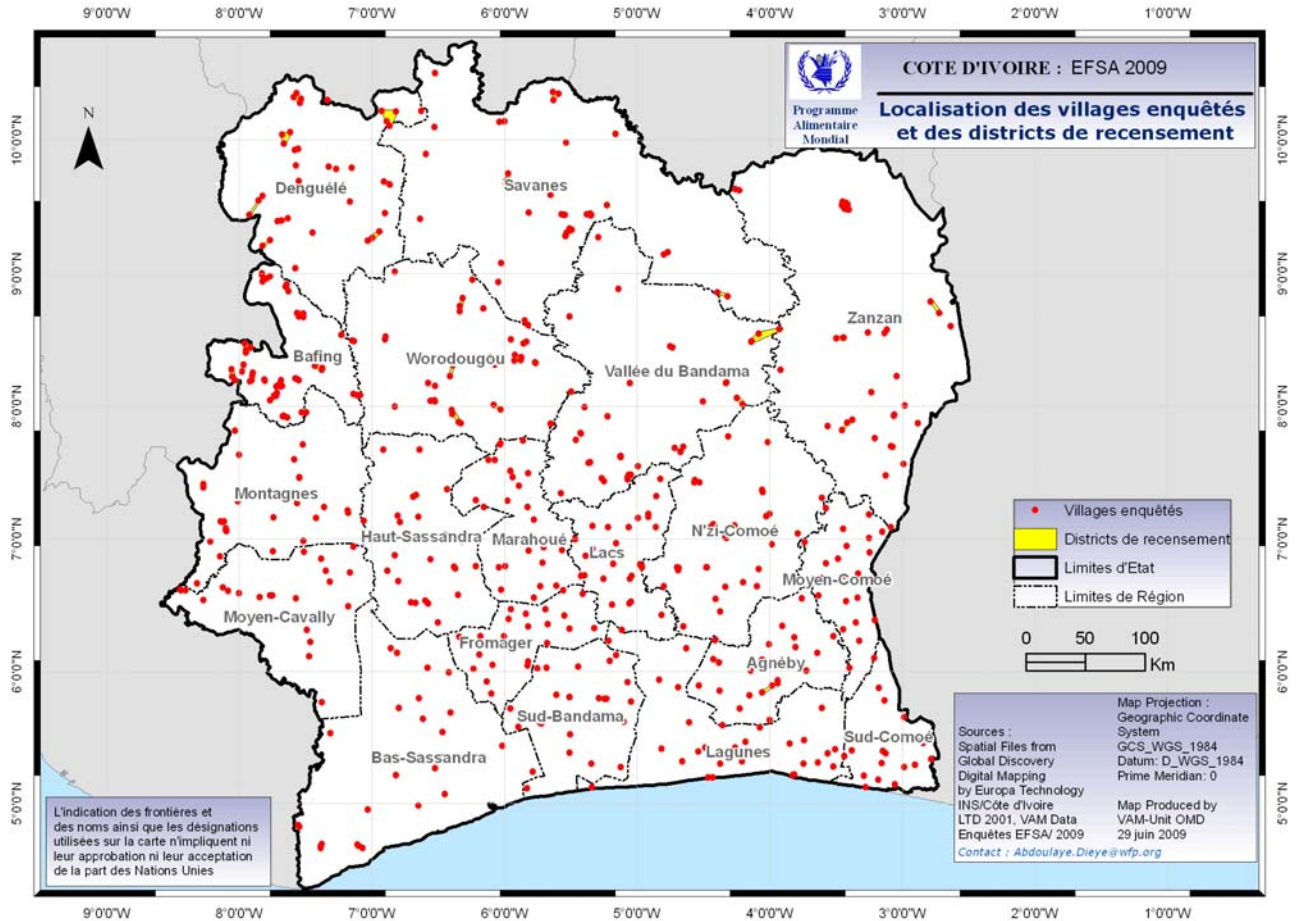 9°0'0"W 8°0'0"W 7°0'0"W 6°0'0"W 5°0'0"W 4°0'0"W 3°0'0"W 2°0'0"W 1°0'0"W
COTE D'IVOIRE : EFSA 2009
Programme
Alimentaire
Mondial
Localisation des villages enquêtés
et des districts de recensement
N
10°0'0"N
9°0'0"N
8°0'0"N
7°0'0"N
6°0'0"N
5°0'0"N
10°0'0"N
9°0'0"N
8°0'0"N
7°0'0"N
6°0'0"N
5°0'0"N
Denguélé
Savanes
Bafing
Worodougou
Vallée du Bandama
Zanzan
Montagnes
Haut-Sassandra
Marahoué
Lacs
N'zi-Comoé
Moyen-Comoé
Moyen-Cavally
Fromager
Agnéby
Sud-Bandama
Bas-Sassandra
Lagunes
Sud-Comoé
Villages enquêtés
Districts de recensement
Limites d'Etat
Limites de Région
0 50 100
Km
Sources :
Spatial Files from
Global Discovery
Digital Mapping
by Europa Technology
INS/Côte d'Ivoire
LTD 2001, VAM Data
Enquêtes EFSA/ 2009
Map Projection :
Geographic Coordinate
System
GCS_WGS_1984
Datum: D_WGS_1984
Prime Meridian: 0
Map Produced by
VAM-Unit OMD
29 juin 2009
Contact : Abdoulaye.Dieye@wfp.org
L'indication des frontières et
des noms ainsi que les désignations
utilisées sur la carte n'impliquent ni
leur approbation ni leur acceptation
de la part des Nations Unies
9°0'0"W 8°0'0"W 7°0'0"W 6°0'0"W 5°0'0"W 4°0'0"W 3°0'0"W 2°0'0"W 1°0'0"W